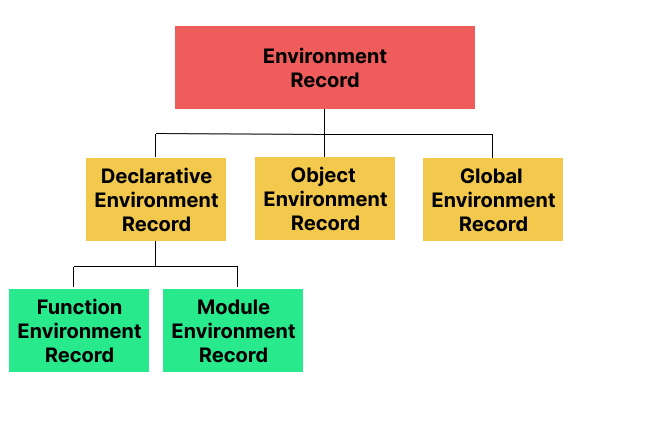 Environment
Record
Declarative
Environment
Record
Object
Environment
Record
Global
Environment
Record
Function
Environment
Record
Module
Environment
Record